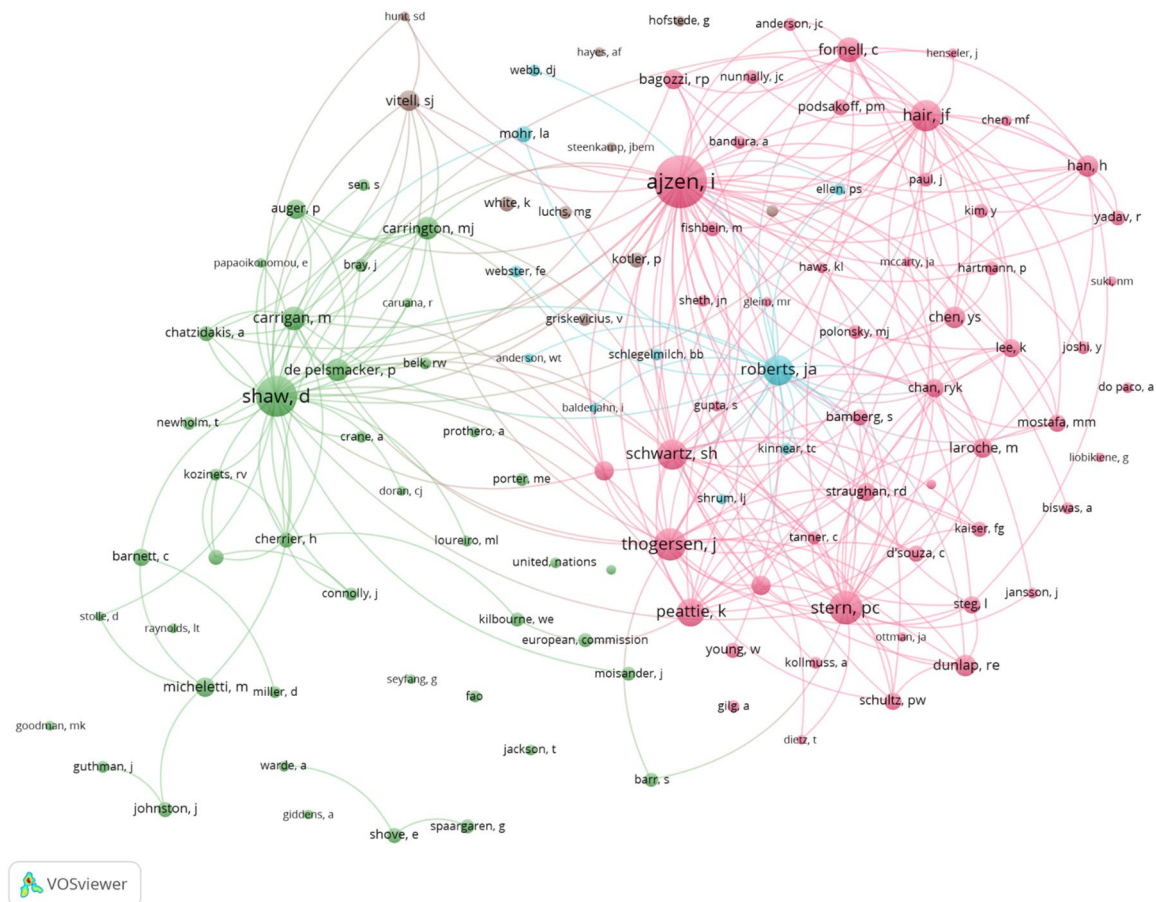 hunt, sd
hofstede, g
anderson, jc
fornell, c
henseler, j
hayes, af
webb, dj
bagozzi, rp
nunnally, jc
vitell, sj
podsakoff, pm
hair, jf
chen, mf
mohr, la
bandura, a
steenkamp, jbem
han, h
ajzen, i
paul, j
sen, s
ellen, ps
white, k
luchs, mg
auger, p
kim, y
yadav, r
carrington, mj
fishbein, m
papaoikonomou, e
bray, j
webster, fe
kotler, p
haws, kl
mccarty, ja
hartmann, p
suki, nm
caruana, r
sheth, jn
gleim, mr
carrigan, m
griskevicius, v
chen, ys
chatzidakis, a
polonsky, mj
lee, k
joshi, y
anderson, wt
schlegelmilch, bb
belk, rw
de pelsmacker, p
roberts, ja
shaw, d
chan, ryk
do paco, a
balderjahn, i
gupta, s
newholm, t
bamberg, s
mostafa, mm
crane, a
prothero, a
kinnear, tc
laroche, m
schwartz, sh
liobikiene, g
kozinets, rv
porter, me
doran, cj
shrum, lj
straughan, rd
biswas, a
kaiser, fg
cherrier, h
loureiro, ml
thogersen, j
tanner, c
d'souza, c
barnett, c
united, nations
connolly, j
jansson, j
stolle, d
raynolds, lt
kilbourne, we
peattie, k
stern, pc
steg, l
european, commission
ottman, ja
young, w
kollmuss, a
dunlap, re
moisander, j
seyfang, g
micheletti, m
miller, d
fao
gilg, a
schultz, pw
goodman, mk
dietz, t
jackson, t
guthman, j
warde, a
barr, s
johnston, j
giddens, a
shove, e
spaargaren, g
VOSviewer